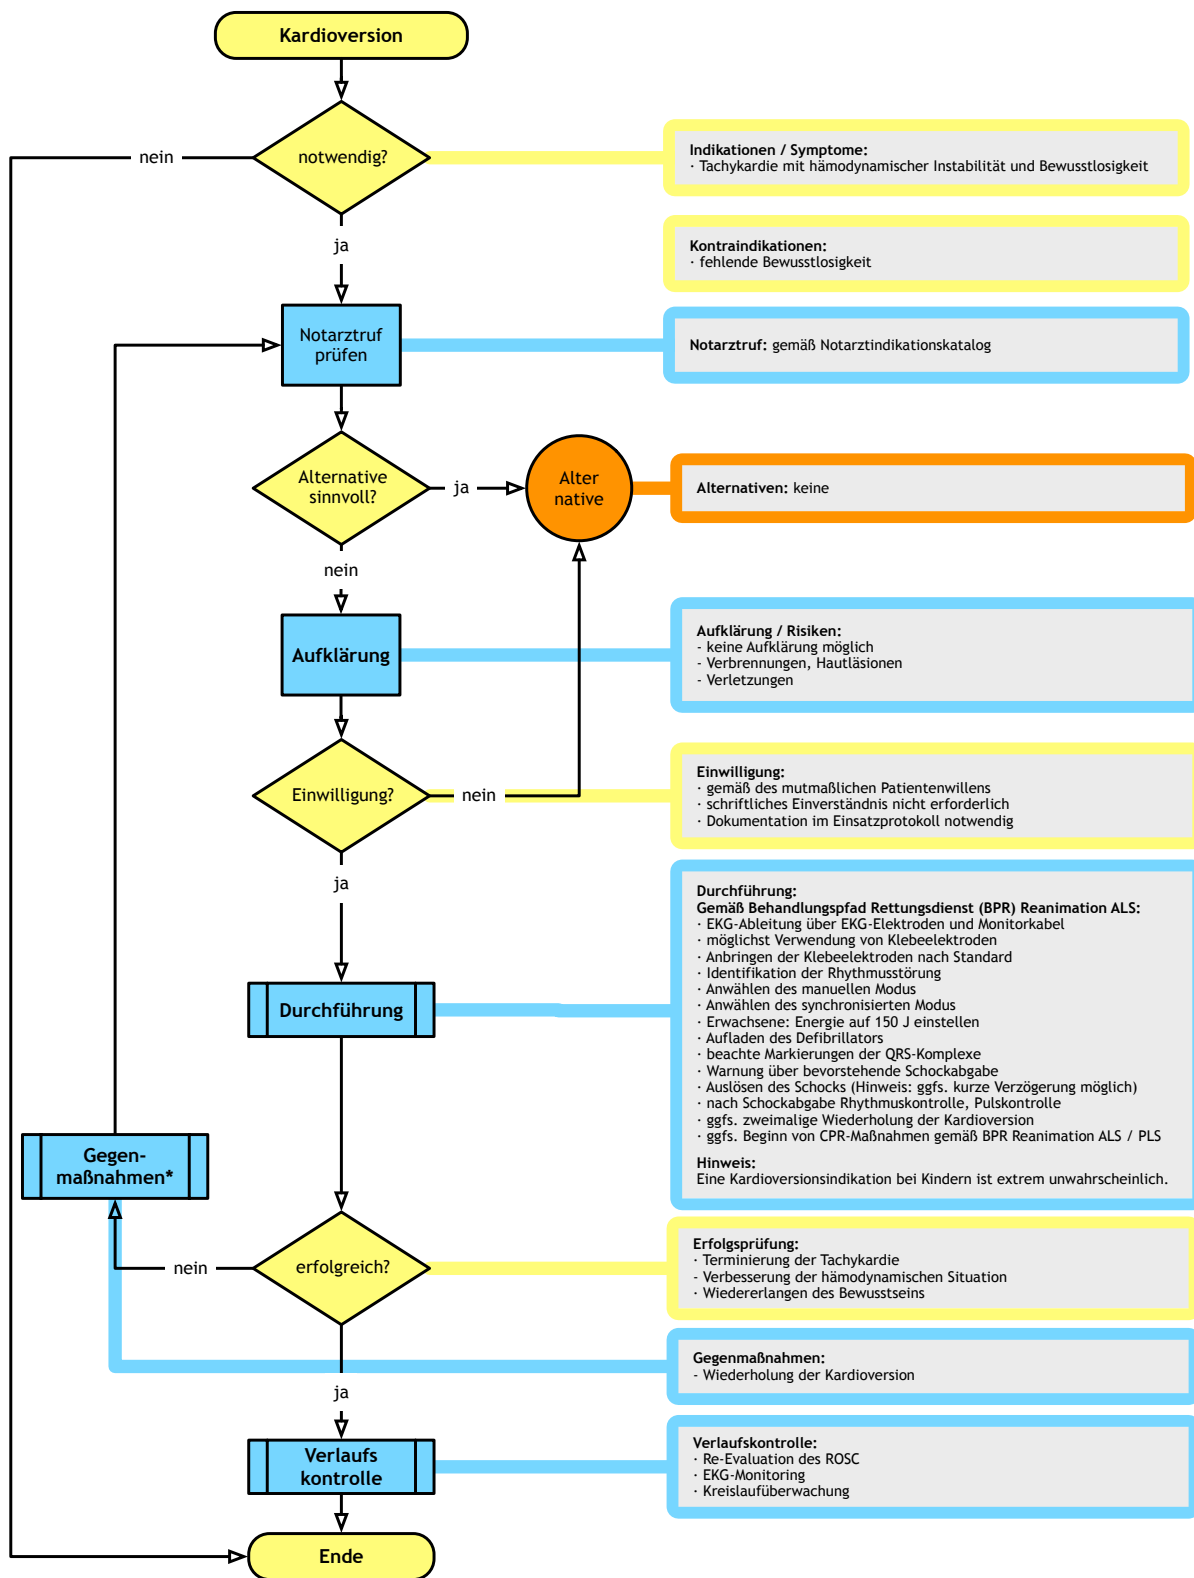 Kardioversion
nein
notwendig?
Indikationen / Symptome:
· Tachykardie mit hämodynamischer Instabilität und Bewusstlosigkeit
ja
Kontraindikationen:
· fehlende Bewusstlosigkeit
Notarztruf
prüfen
Notarztruf: gemäß Notarztindikationskatalog
Alternative
sinnvoll?
ja
Alter
native
Alternativen: keine
nein
Aufklärung
Aufklärung / Risiken:
- keine Aufklärung möglich
- Verbrennungen, Hautläsionen
- Verletzungen
Einwilligung?
nein
Einwilligung:
· gemäß des mutmaßlichen Patientenwillens
· schriftliches Einverständnis nicht erforderlich
· Dokumentation im Einsatzprotokoll notwendig
ja
Durchführung
Durchführung:
Gemäß Behandlungspfad Rettungsdienst (BPR) Reanimation ALS:
· EKG-Ableitung über EKG-Elektroden und Monitorkabel
· möglichst Verwendung von Klebeelektroden
· Anbringen der Klebeelektroden nach Standard
· Identifikation der Rhythmusstörung
· Anwählen des manuellen Modus
· Anwählen des synchronisierten Modus
· Erwachsene: Energie auf 150 J einstellen
· Aufladen des Defibrillators
· beachte Markierungen der QRS-Komplexe
· Warnung über bevorstehende Schockabgabe
· Auslösen des Schocks (Hinweis: ggfs. kurze Verzögerung möglich)
· nach Schockabgabe Rhythmuskontrolle, Pulskontrolle
· ggfs. zweimalige Wiederholung der Kardioversion
· ggfs. Beginn von CPR-Maßnahmen gemäß BPR Reanimation ALS / PLS
Hinweis:
Eine Kardioversionsindikation bei Kindern ist extrem unwahrscheinlich.
Gegen-
maßnahmen*
nein
erfolgreich?
Erfolgsprüfung:
· Terminierung der Tachykardie
- Verbesserung der hämodynamischen Situation
· Wiedererlangen des Bewusstseins
Gegenmaßnahmen:
- Wiederholung der Kardioversion
ja
Verlaufs
kontrolle
Verlaufskontrolle:
· Re-Evaluation des ROSC
· EKG-Monitoring
· Kreislaufüberwachung
Ende